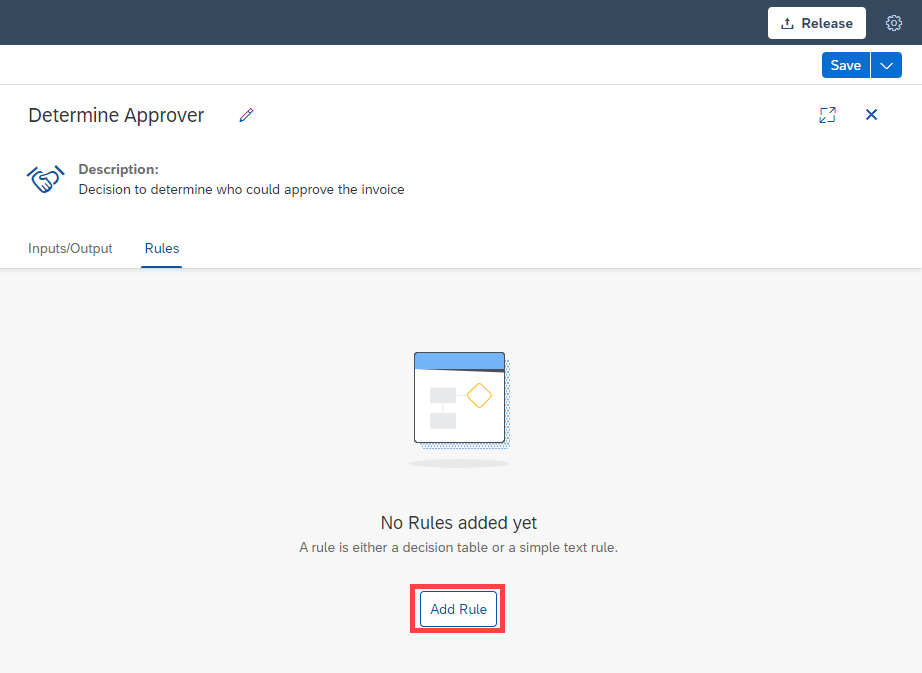 Release
Save
Determine Approver
Description:
Decision to determine who could approve the invoice
Inputs/Output Rules
No Rules added yet
A rule is either a decision table or a simple text rule.
Add Rule